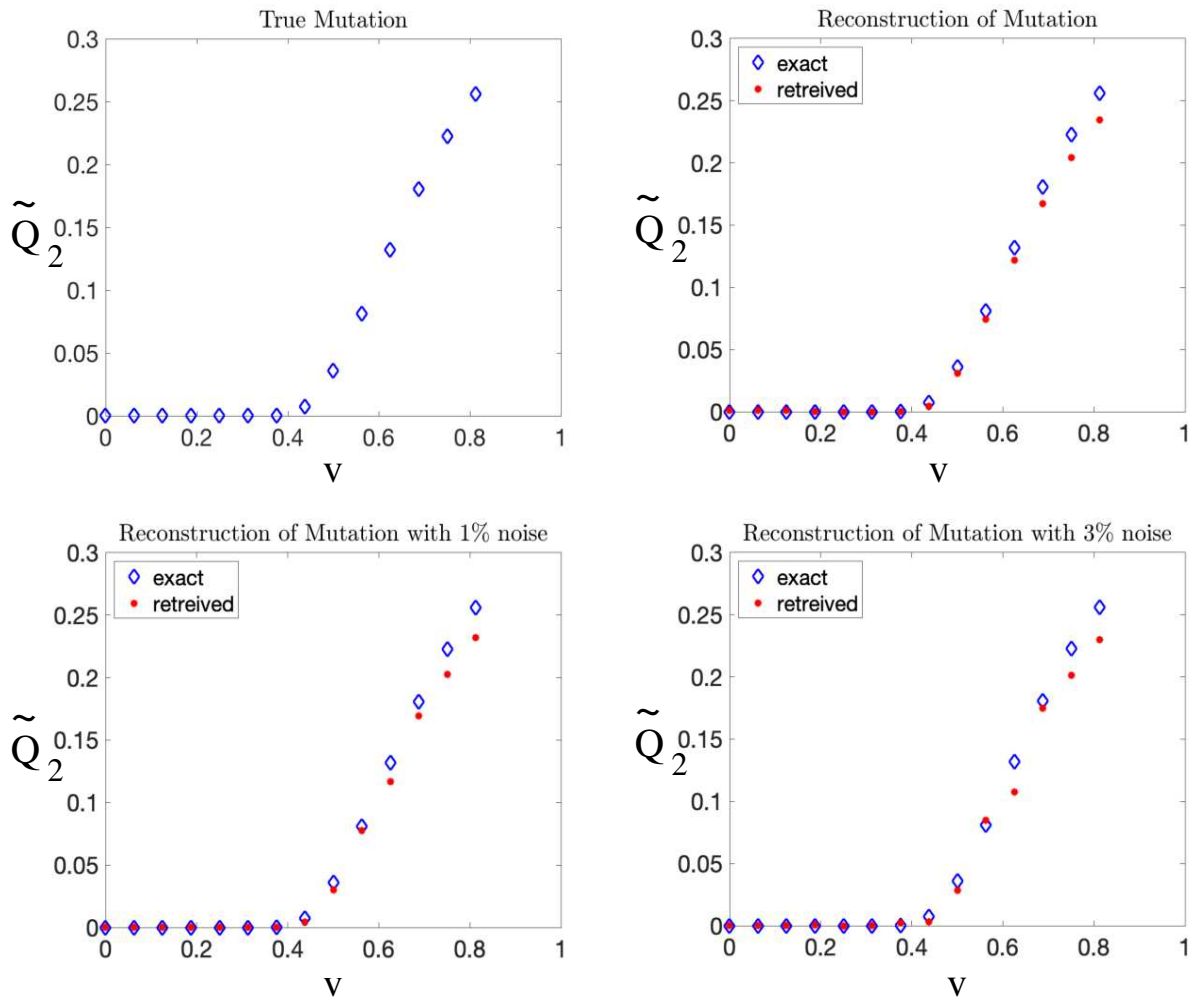 True Mutation
0.3
0.25
0.2
0.15
0.1
0.05
0
0 0.2 0.4 0.6 0.8 1
Q̃2
v
Reconstruction of Mutation
exact
retreived
0.3
0.25
0.2
0.15
0.1
0.05
0
0 0.2 0.4 0.6 0.8 1
Q̃2
v
Reconstruction of Mutation with 1% noise
exact
retreived
0.3
0.25
0.2
0.15
0.1
0.05
0
0 0.2 0.4 0.6 0.8 1
Q̃2
v
Reconstruction of Mutation with 3% noise
exact
retreived
0.3
0.25
0.2
0.15
0.1
0.05
0
0 0.2 0.4 0.6 0.8 1
Q̃2
v